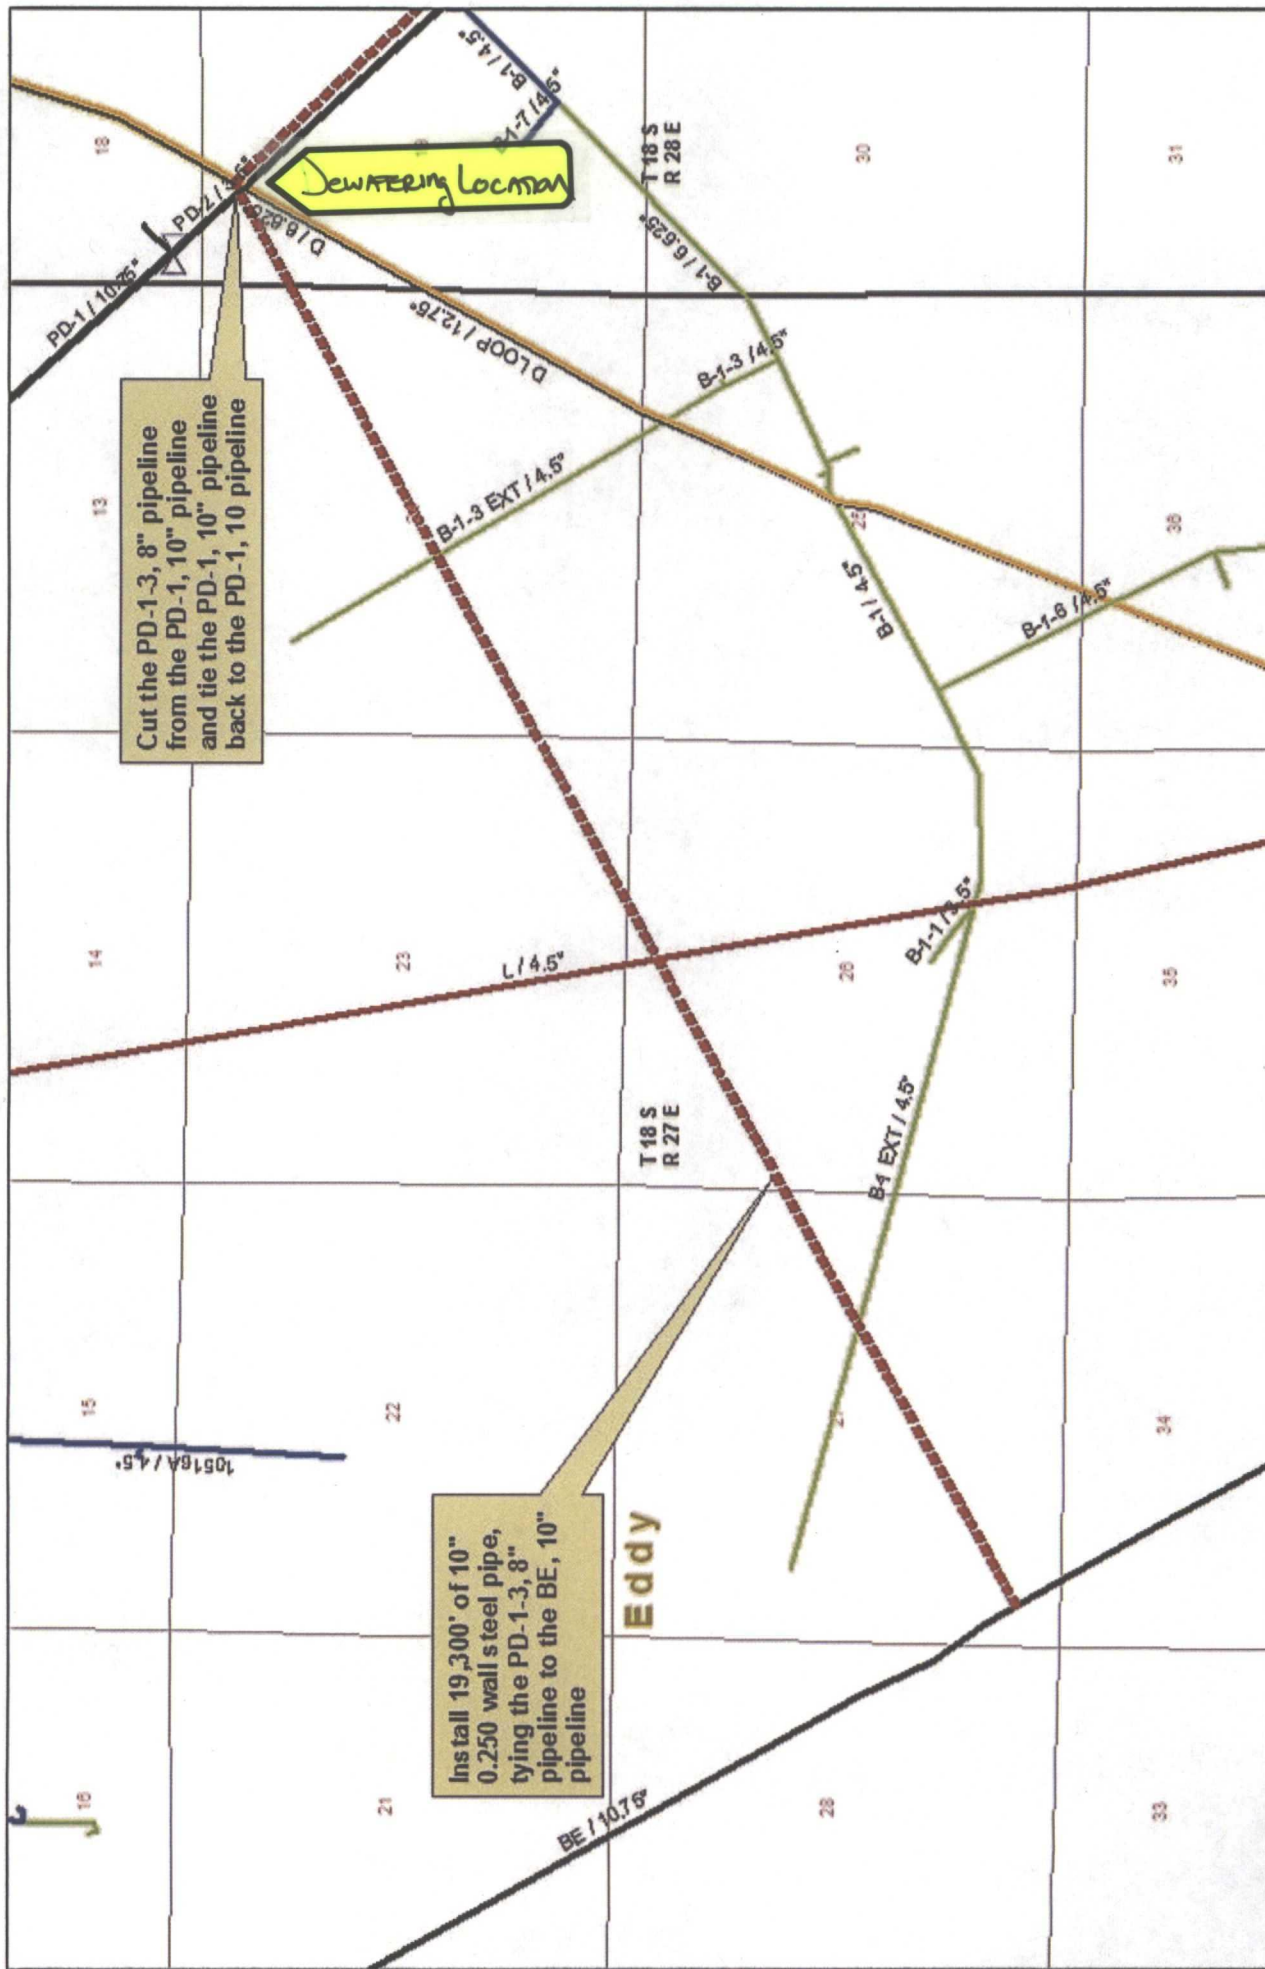 16
15
14
13
18
10516A / 4.5"
PD-1 / 10.75"
PD-2 /
Cut the PD-1-3, 8" pipeline
from the PD-1, 10" pipeline
and tie the PD-1, 10" pipeline
back to the PD-1, 10 pipeline
Dewatering Location
D / 8.625"
21
22
23
19
L / 4.5"
B-1-3 EXT / 4.5"
D LOOP / 12.75"
B-1 / 4.5"
B-1-7 / 4.5"
Install 19,300' of 10"
0.250 wall steel pipe,
tying the PD-1-3, 8"
pipeline to the BE, 10"
pipeline
Eddy
T 18 S
R 27 E
T 18 S
R 28 E
BE / 10.75"
B-1-3 / 4.5"
B-1 / 6.625"
28
27
26
25
30
B-1 EXT / 4.5"
B-1-1 / 3.5"
B-1 / 4.5"
B-1-6 / 4.5"
33
34
35
36
31